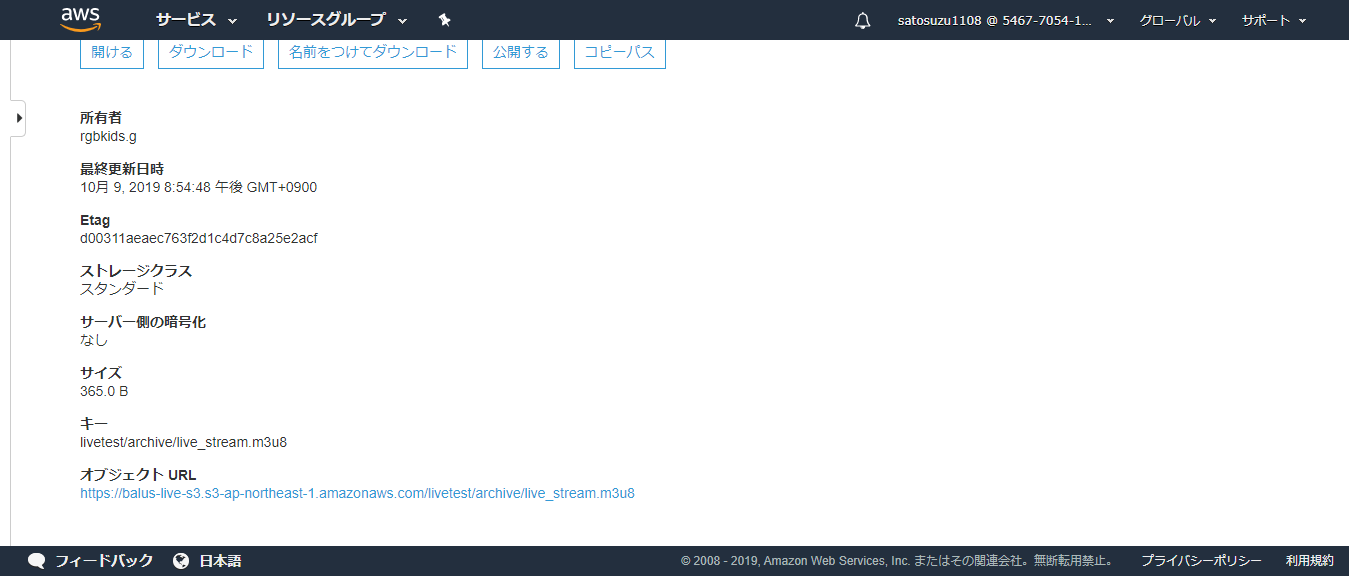 aws サービス リソースグループ satosuzu1108 @ 5467-7054-1... グローバル サポート
開ける ダウンロード 名前をつけてダウンロード 公開する コピーパス
所有者
rgbkids.g
最終更新日時
10月 9, 2019 8:54:48 午後 GMT+0900
Etag
d00311aeaec763f2d1c4d7c8a25e2acf
ストレージクラス
スタンダード
サーバー側の暗号化
なし
サイズ
365.0 B
キー
livetest/archive/live_stream.m3u8
オブジェクト URL
https://balus-live-s3.s3-ap-northeast-1.amazonaws.com/livetest/archive/live_stream.m3u8
フィードバック 日本語 © 2008 - 2019, Amazon Web Services, Inc. またはその関連会社。無断転用禁止。 プライバシーポリシー 利用規約